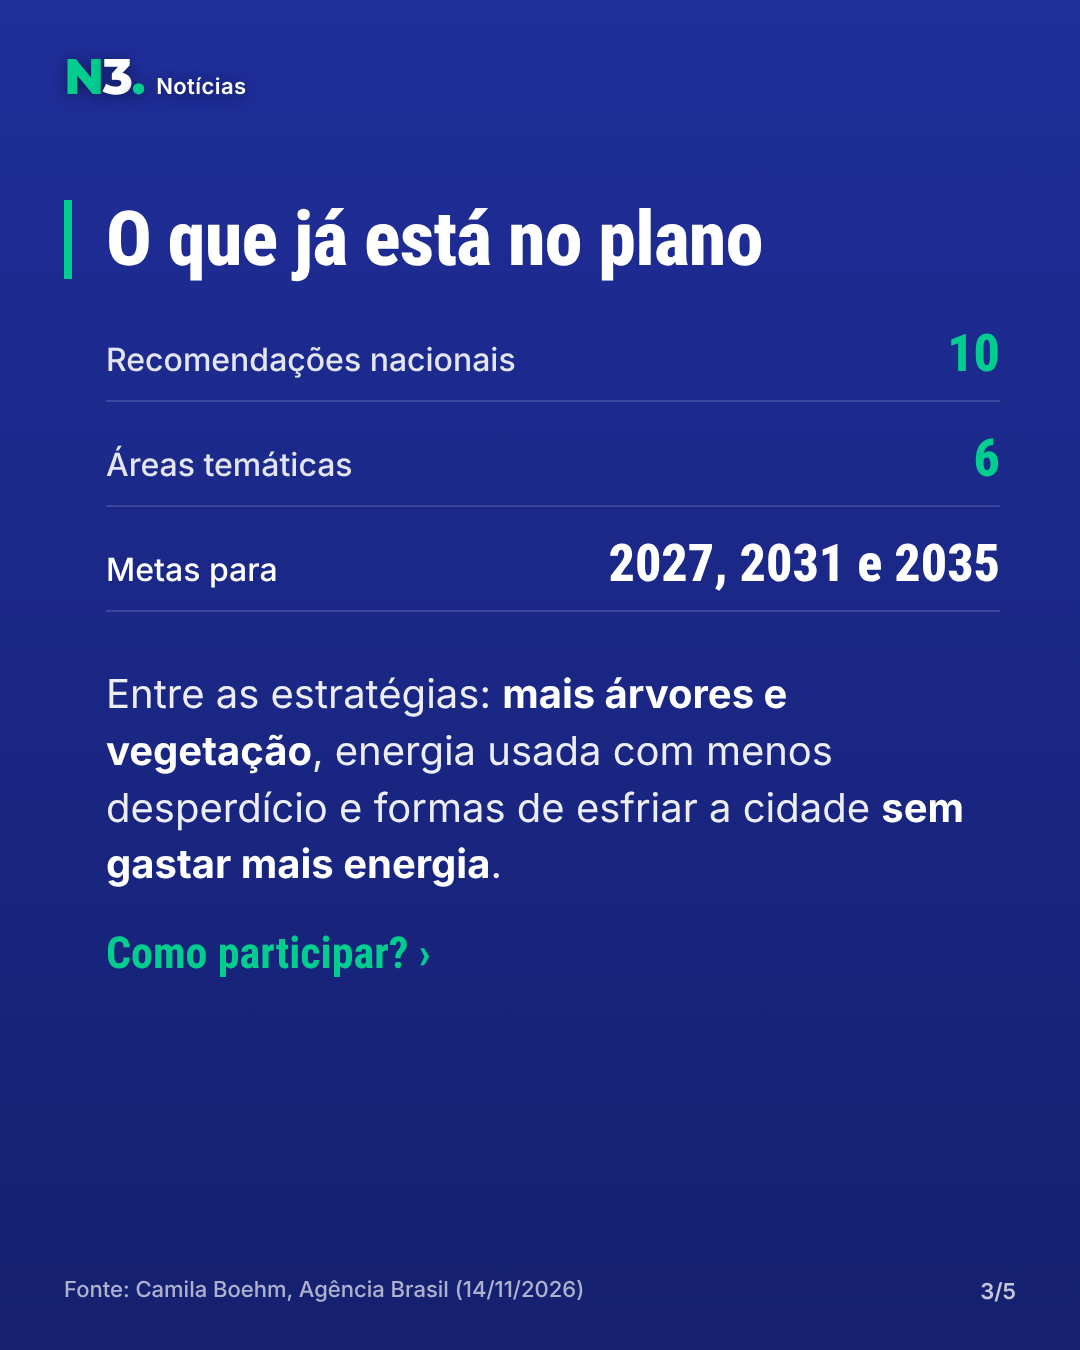 N3. Notícias
O que já está no plano
Recomendações nacionais 10
Áreas temáticas 6
Metas para 2027, 2031 e 2035
Entre as estratégias: mais árvores e
vegetação, energia usada com menos
desperdício e formas de esfriar a cidade sem
gastar mais energia.
Como participar? ›
Fonte: Camila Boehm, Agência Brasil (14/11/2026)
3/5